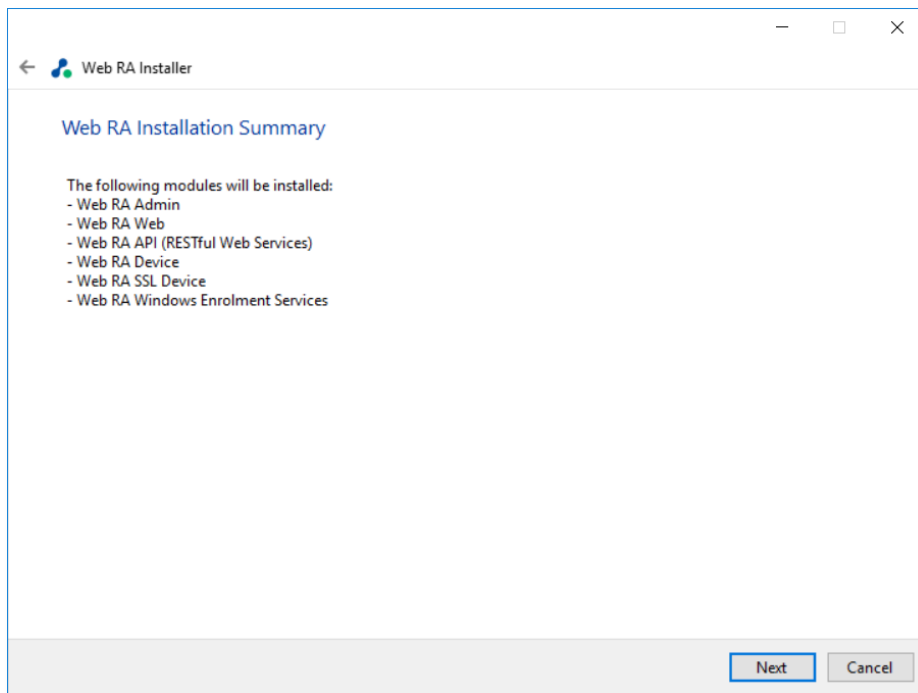 Web RA Installer
Web RA Installation Summary
The following modules will be installed:
- Web RA Admin
- Web RA Web
- Web RA API (RESTful Web Services)
- Web RA Device
- Web RA SSL Device
- Web RA Windows Enrolment Services
Next Cancel